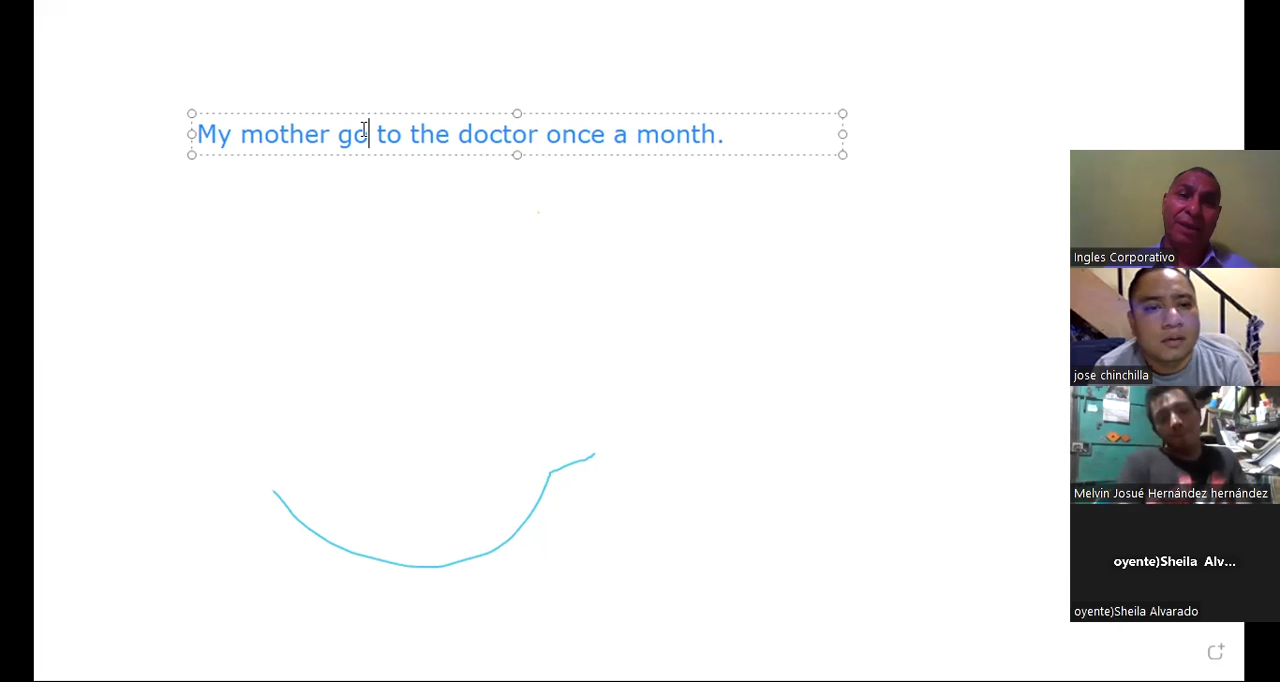 My mother go to the doctor once a month.
Ingles Corporativo
jose chinchilla
Melvin Josué Hernández hernández
oyente)Sheila Alv...
oyente)Sheila Alvarado